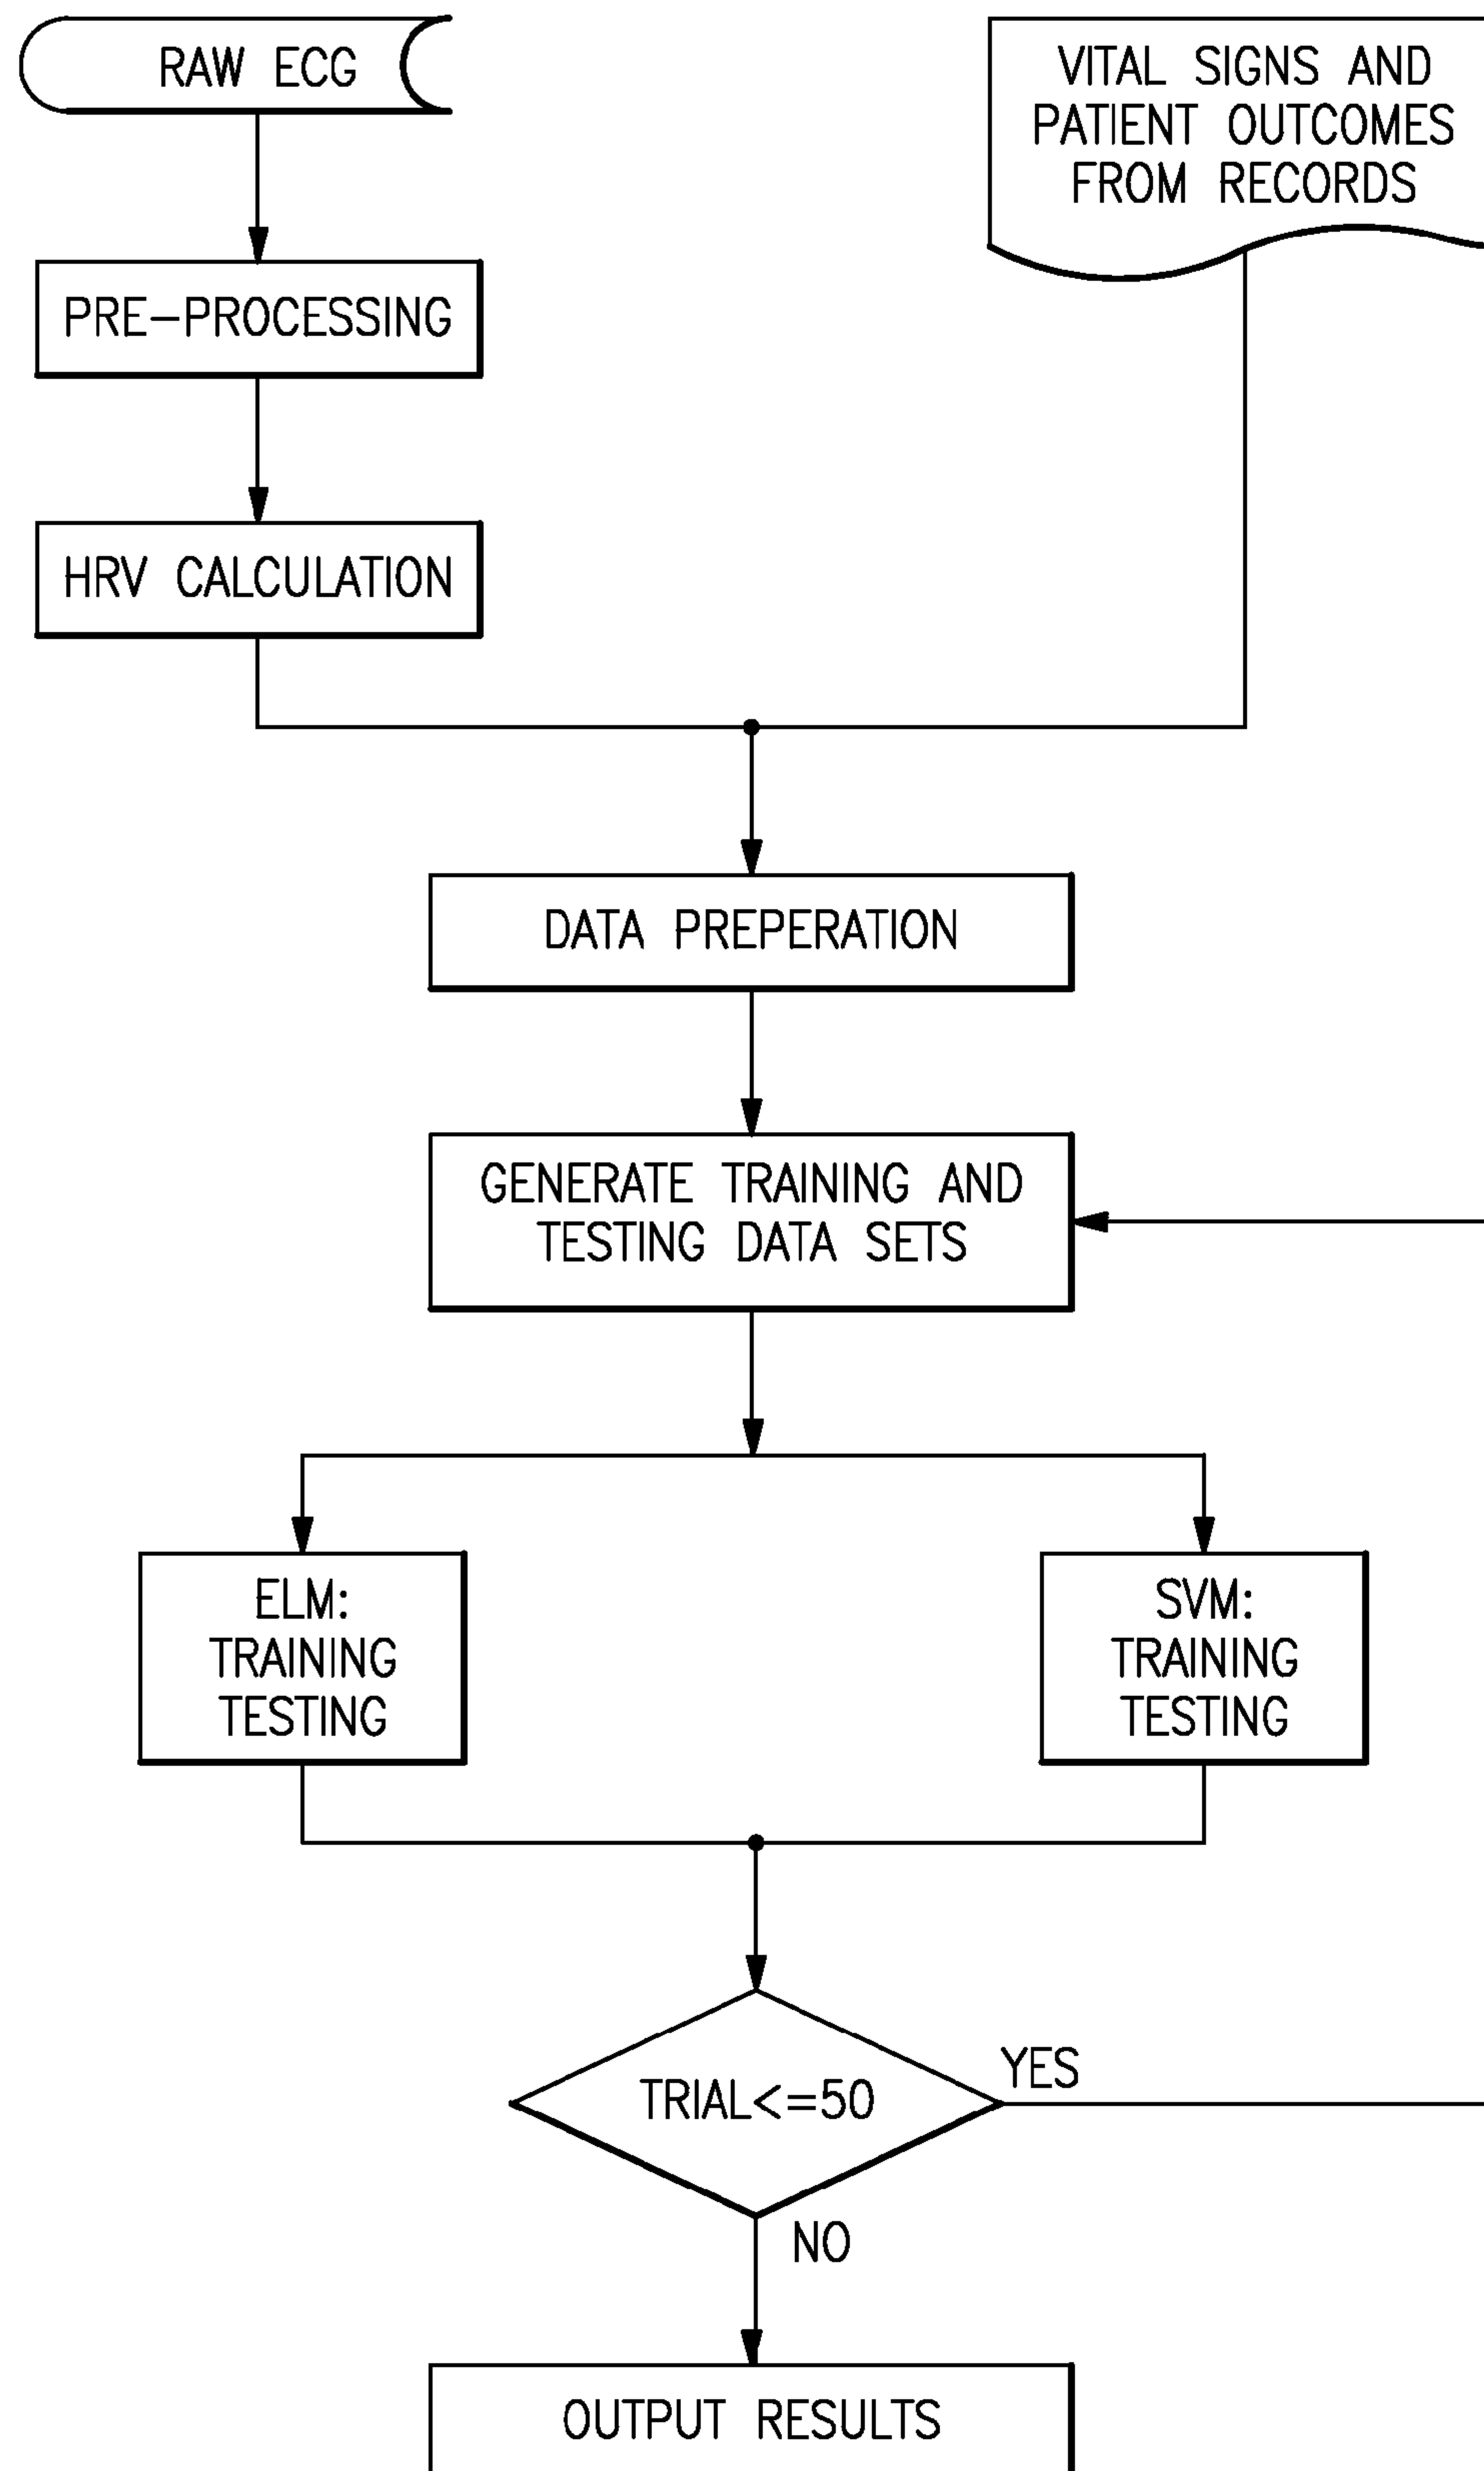 RAW ECG
VITAL SIGNS AND
PATIENT OUTCOMES
FROM RECORDS
PRE-PROCESSING
HRV CALCULATION
DATA PREPERATION
GENERATE TRAINING AND
TESTING DATA SETS
ELM:
TRAINING
TESTING
SVM:
TRAINING
TESTING
TRIAL<=50
YES
NO
OUTPUT RESULTS